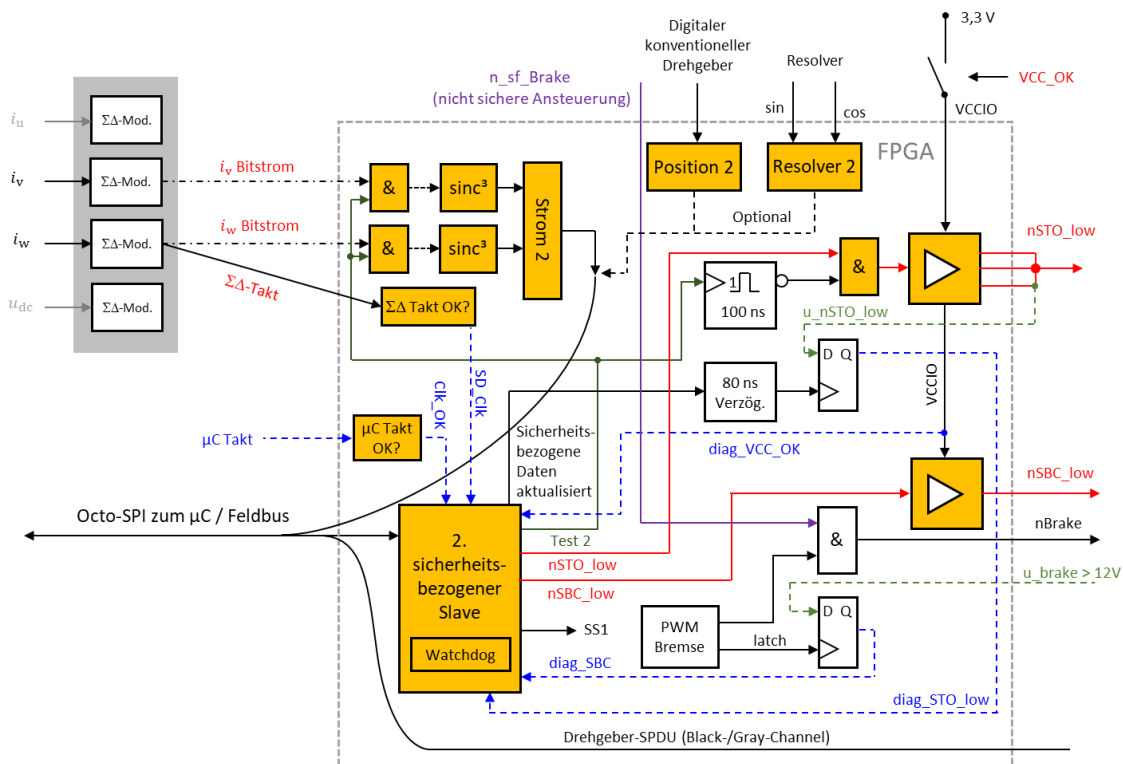 3,3 V
Digitaler
konventioneller
Drehgeber
Resolver
n_sf_Brake
(nicht sichere Ansteuerung)
VCC_OK
VCCIO
sin
cos
FPGA
iu
ΣΔ-Mod.
iv
ΣΔ-Mod.
iv Bitstrom
iw
ΣΔ-Mod.
iw Bitstrom
udc
ΣΔ-Mod.
ΣΔ-Takt
&
sinc³
&
sinc³
Strom 2
Position 2
Resolver 2
Optional
nSTO_low
&
1
100 ns
ΣΔ Takt OK?
u_nSTO_low
D Q
VCCIO
80 ns
Verzög.
Clk_OK
SD_Clk
µC Takt
µC Takt
OK?
Sicherheits-
bezogene
Daten
aktualisiert
diag_VCC_OK
nSBC_low
Octo-SPI zum µC / Feldbus
2.
sicherheits-
bezogener
Slave
Watchdog
Test 2
nSTO_low
nSBC_low
&
nBrake
u_brake > 12V
D Q
SS1
PWM
Bremse
latch
diag_SBC
diag_STO_low
Drehgeber-SPDU (Black-/Gray-Channel)